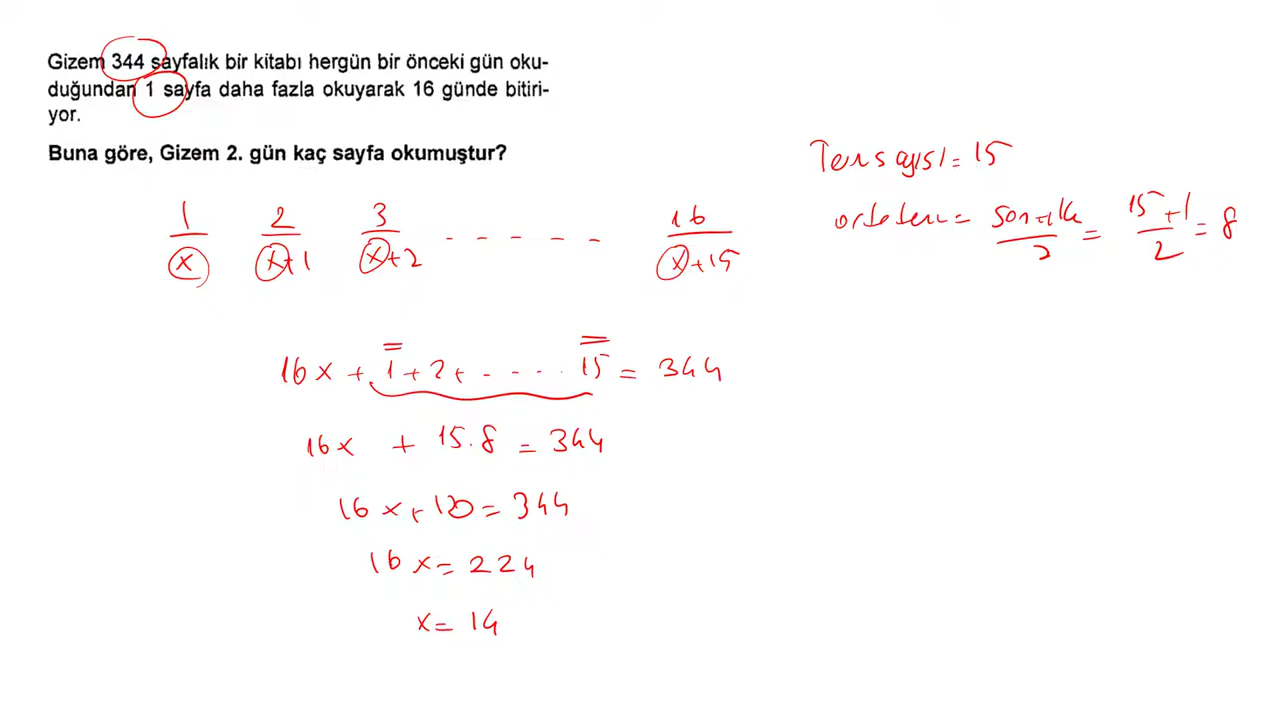 Gizem 344 sayfalık bir kitabı hergün bir önceki gün oku-
duğundan 1 sayfa daha fazla okuyarak 16 günde bitiri-
yor.
Buna göre, Gizem 2. gün kaç sayfa okumuştur?
Ter sayısı = 15
orta ter = son+ilk / 2 = 15+1 / 2 = 8
1 2 3 16
x x+1 x+2 - - - - - x+15
16x + 1 + 2 + - - . . . 15 = 344
16x + 15.8 = 344
16x + 120 = 344
16x = 224
x = 14